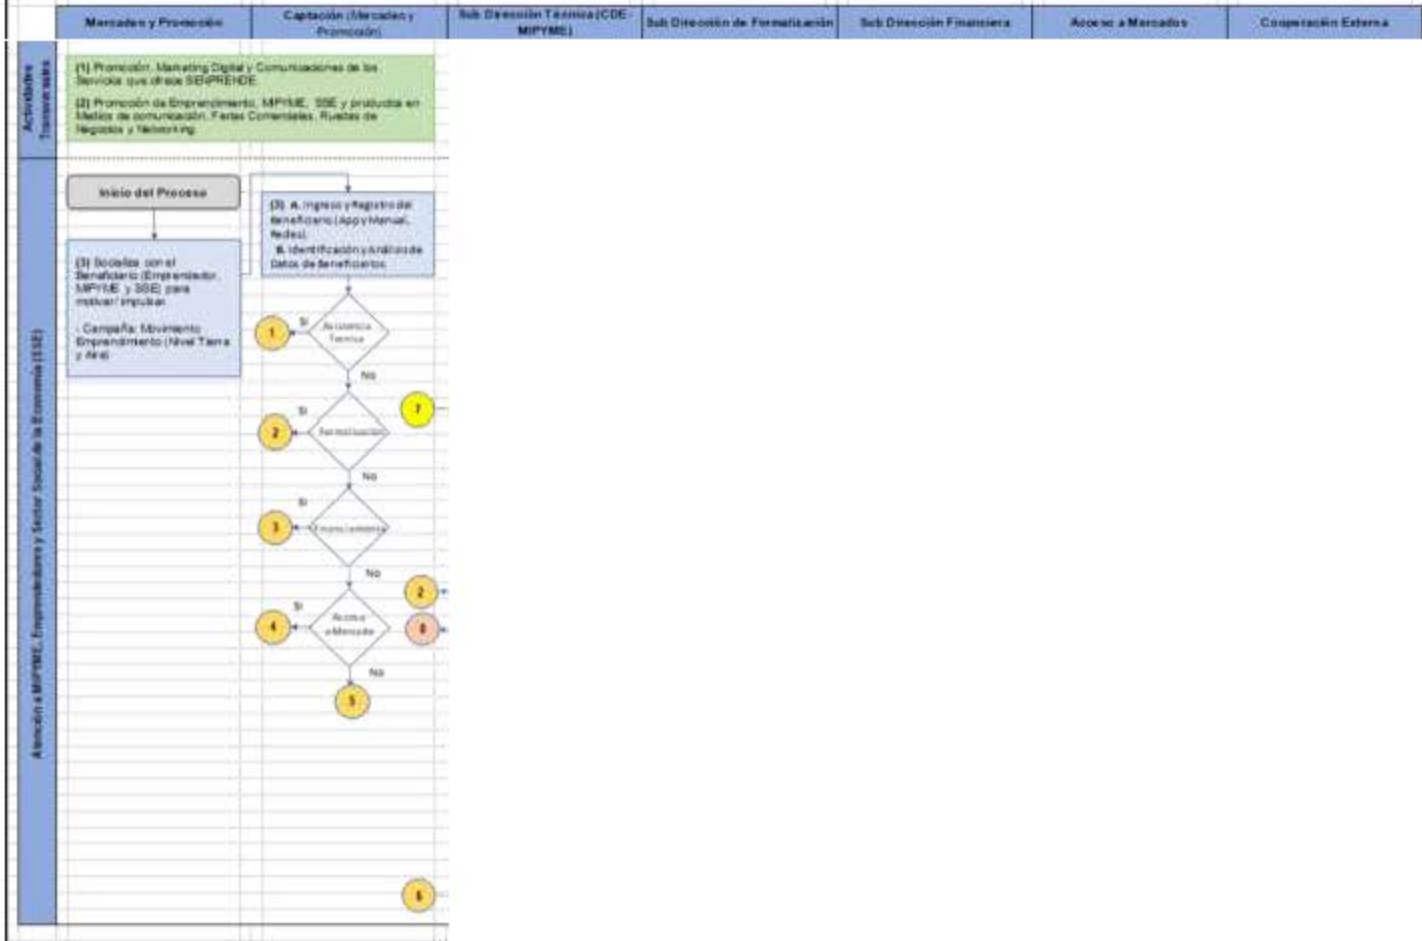 Mercadeo y Promoción
Captación (Mercadeo y
Promoción)
Sub Dirección Técnica (CDE
MIPYME)
Sub Dirección de Formalización
Sub Dirección Financiera
Acceso a Mercados
Cooperación Externa
Actividades
Transversales
(1) Promoción, Marketing Digital y Comunicaciones de los
Servicios que ofrece SENPRENDE.
(2) Promoción de Emprendimiento, MIPYME, SSE y productos en
Medios de comunicación, Ferias Comerciales, Ruedas de
Negocios y Networking.
Atención a MIPYME, Emprendedores y Sector Social de la Economía (SSE)
Inicio del Proceso
(3) Socializa con el
Beneficiario (Emprendedor,
MIPYME y SSE) para
motivar/ impulsar
- Campaña: Movimiento
Emprendimiento (Nivel Tierra
y Aire)
(3) A. Ingreso y Registro del
Beneficiario (App y Manual,
Redes).
B. Identificación y Análisis de
Datos de Beneficiarios
Asistencia
Técnica
Si
1
No
Formalización
Si
2
7
No
Financiamiento
Si
3
No
Acceso
a Mercado
Si
4
2
8
No
5
6